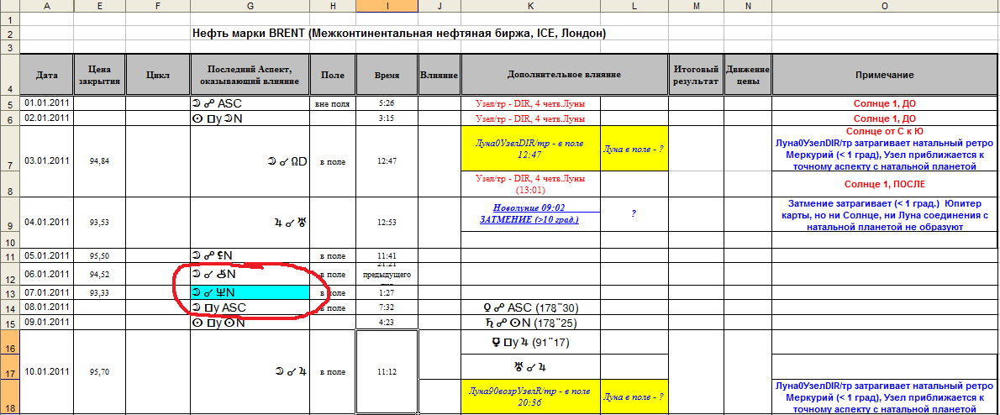 A E F G H I J K L M N O
1
2 Нефть марки BRENT (Межконтинентальная нефтяная биржа, ICE, Лондон)
3
4 Дата Цена закрытия Цикл Последний Аспект, оказывающий влияние Поле Время Влияние Дополнительное влияние Итоговый результат Движение цены Примечание
5 01.01.2011 ☽ ☍ ASC вне поля 5:26 Узел/тр - DIR, 4 четв.Луны Солнце 1, ДО
6 02.01.2011 ☉ □y ☽N 3:15 Узел/тр - DIR, 4 четв.Луны Солнце 1, ДО
Солнце от С к Ю
7 03.01.2011 94,84 ☽ ☌ ☊D в поле 12:47 Луна0УзелDIR/тр - в поле 12:47 Луна в поле - ? Луна0УзелDIR/тр затрагивает натальный ретро
Меркурий (< 1 град), Узел приближается к
точному аспекту с натальной планетой
8 Узел/тр - DIR, 4 четв.Луны (13:01) Солнце 1, ПОСЛЕ
9 04.01.2011 93,53 ♃ ☌ ♅ 12:53 Новолуние 09:02 ЗАТМЕНИЕ (>10 град.) ? Затмение затрагивает (< 1 град.) Юпитер
карты, но ни Солнце, ни Луна соединения с
натальной планетой не образуют
10
11 05.01.2011 95,50 ☽ ☍ N в поле 11:41
12 06.01.2011 94,52 ☽ ☌ N в поле 21:21 предыдущего
13 07.01.2011 93,33 ☽ ☌ ♆N в поле 1:27
14 08.01.2011 ☽ □y ASC в поле 7:32 ♀ ☍ ASC (178¨30)
15 09.01.2011 ☉ □y ☉N 4:23 ♄ ☍ ☉N (178¨25)
16 □y ♃ (91¨17)
17 10.01.2011 95,70 ☽ ☌ ♃ в поле 11:12 ♅ ☌ ♃
18 Луна90возрУзелR/тр - в поле 20:36 Луна в поле - ? Луна0УзелDIR/тр затрагивает натальный ретро
Меркурий (< 1 град), Узел приближается к
точному аспекту с натальной планетой